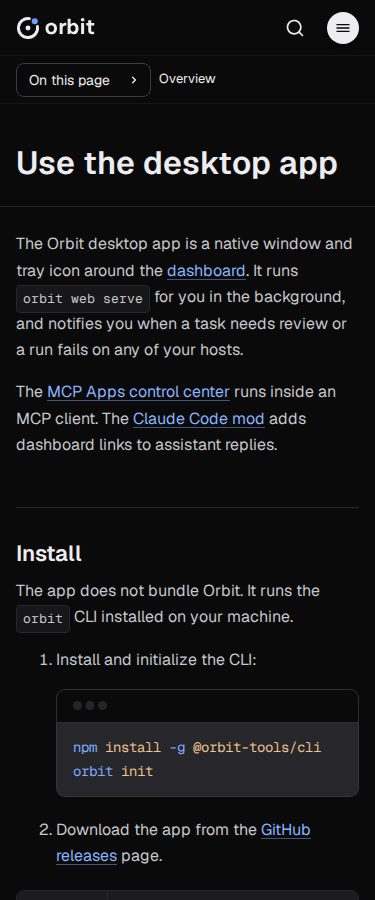 orbit
On this page
Overview
Use the desktop app
The Orbit desktop app is a native window and
tray icon around the dashboard. It runs
orbit web serve for you in the background,
and notifies you when a task needs review or
a run fails on any of your hosts.
The MCP Apps control center runs inside an
MCP client. The Claude Code mod adds
dashboard links to assistant replies.
Install
The app does not bundle Orbit. It runs the
orbit CLI installed on your machine.
1. Install and initialize the CLI:
npm install -g @orbit-tools/cli
orbit init
2. Download the app from the GitHub
releases page.